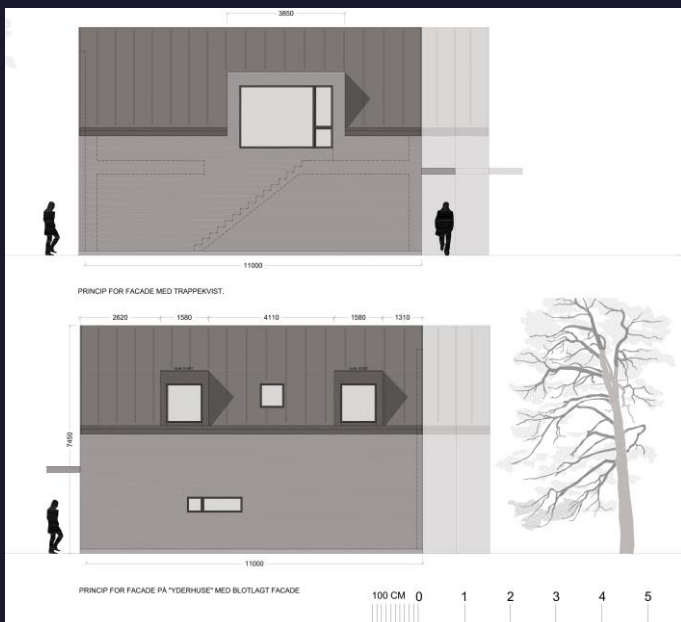 3850
11000
PRINCIP FOR FACADE MED TRAPPEKVIST.
2620 1580 4110 1580 1310
7450
11000
PRINCIP FOR FACADE PÅ "YDERHUSE" MED BLOTLAGT FACADE
100 CM 0 1 2 3 4 5